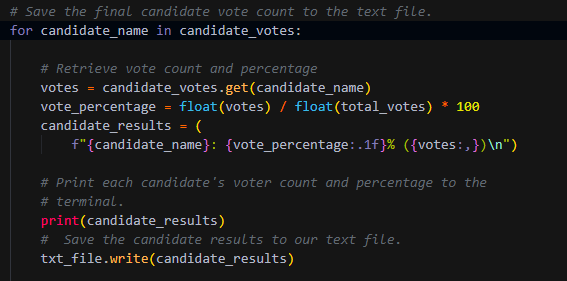 # Save the final candidate vote count to the text file.
for candidate_name in candidate_votes:
# Retrieve vote count and percentage
votes = candidate_votes.get(candidate_name)
vote_percentage = float(votes) / float(total_votes) * 100
candidate_results = (
f"{candidate_name}: {vote_percentage:.1f}% ({votes:,})\n")
# Print each candidate's voter count and percentage to the
# terminal.
print(candidate_results)
#  Save the candidate results to our text file.
txt_file.write(candidate_results)